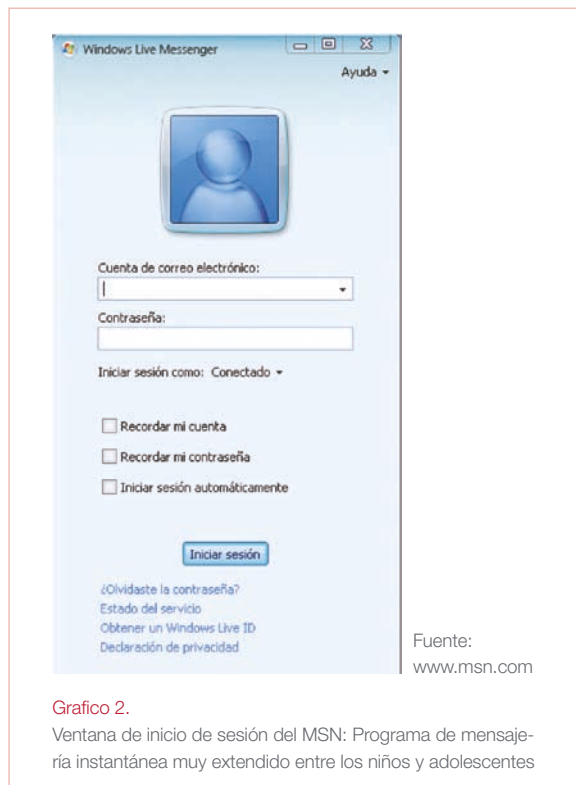 Windows Live Messenger
Ayuda
Cuenta de correo electrónico:
Contraseña:
Iniciar sesión como: Conectado
Recordar mi cuenta
Recordar mi contraseña
Iniciar sesión automáticamente
Iniciar sesión
¿Olvidaste la contraseña?
Estado del servicio
Obtener un Windows Live ID
Declaración de privacidad
Fuente:
www.msn.com
Grafico 2.
Ventana de inicio de sesión del MSN: Programa de mensaje-
ría instantánea muy extendido entre los niños y adolescentes